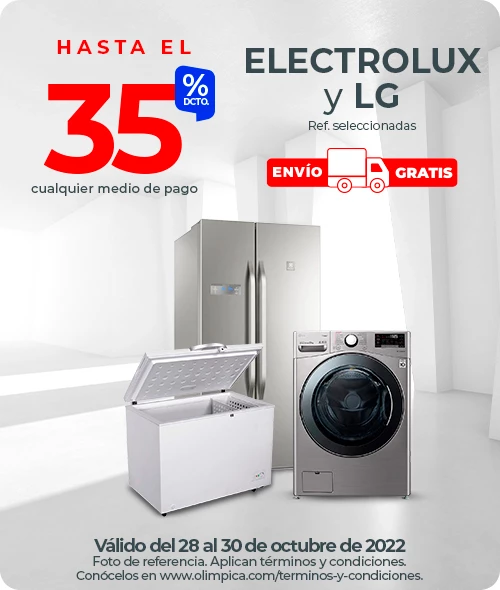 HASTA EL
35
%
DCTO.
cualquier medio de pago
ELECTROLUX
y LG
Ref. seleccionadas
ENVÍO GRATIS
Válido del 28 al 30 de octubre de 2022
Foto de referencia. Aplican términos y condiciones.
Conócelos en www.olimpica.com/terminos-y-condiciones.